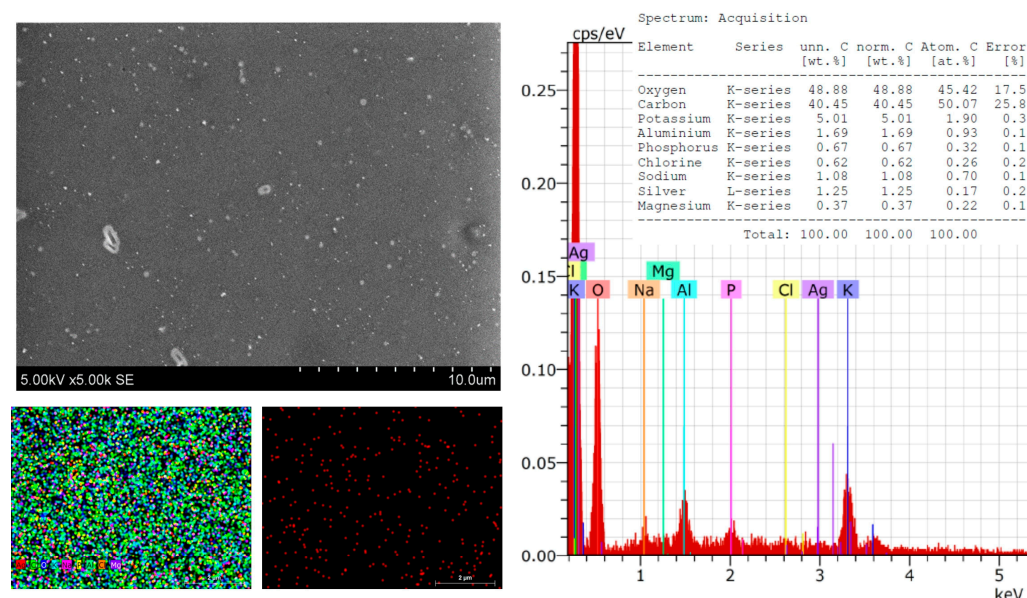 5.00kV x5.00k SE
10.0um
Mg
2 µm
Spectrum: Acquisition
Element Series unn. C norm. C Atom. C Error
[wt.%] [wt.%] [at.%] [%]
Oxygen K-series 48.88 48.88 45.42 17.5
Carbon K-series 40.45 40.45 50.07 25.8
Potassium K-series 5.01 5.01 1.90 0.3
Aluminium K-series 1.69 1.69 0.93 0.1
Phosphorus K-series 0.67 0.67 0.32 0.1
Chlorine K-series 0.62 0.62 0.26 0.2
Sodium K-series 1.08 1.08 0.70 0.1
Silver L-series 1.25 1.25 0.17 0.2
Magnesium K-series 0.37 0.37 0.22 0.1
Total: 100.00 100.00 100.00
cps/eV
0.25
0.20
0.15
0.10
0.05
0.00
Ag
Mg
K O Na Al P Cl Ag K
1 2 3 4 5
keV